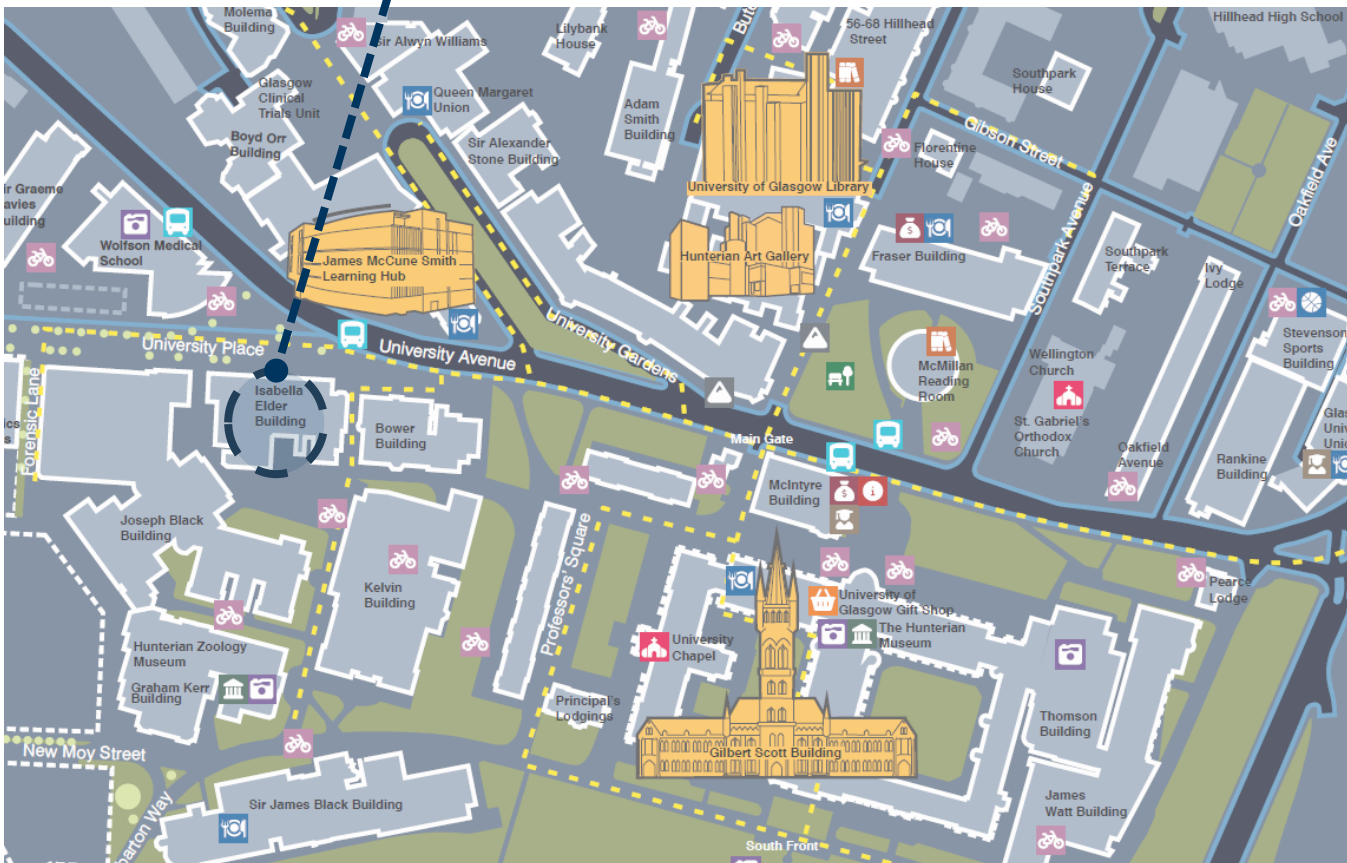 Molema
Building
Sir Alwyn Williams
Lilybank
House
56-68 Hillhead
Street
Hillhead High School
Glasgow
Clinical
Trials Unit
Queen Margaret
Union
Adam
Smith
Building
Southpark
House
Boyd Orr
Building
Sir Alexander
Stone Building
Gibson Street
Florentine
House
Oakfield Ave
University of Glasgow Library
Wolfson Medical
School
James McCune Smith
Learning Hub
Hunterian Art Gallery
Fraser Building
Southpark Avenue
Southpark
Terrace
Ivy
Lodge
University Place
University Avenue
University Gardens
McMillan
Reading
Room
Wellington
Church
Stevenson
Sports
Building
Forensic Lane
Isabella
Elder
Building
Bower
Building
Main Gate
St. Gabriel's
Orthodox
Church
Oakfield
Avenue
Rankine
Building
McIntyre
Building
$
i
$
Joseph Black
Building
Kelvin
Building
Professors' Square
University of
Glasgow Gift Shop
The Hunterian
Museum
Pearce
Lodge
University
Chapel
Hunterian Zoology
Museum
Graham Kerr
Building
Principal's
Lodgings
Thomson
Building
New Moy Street
Gilbert Scott Building
Sir James Black Building
James
Watt Building
South Front